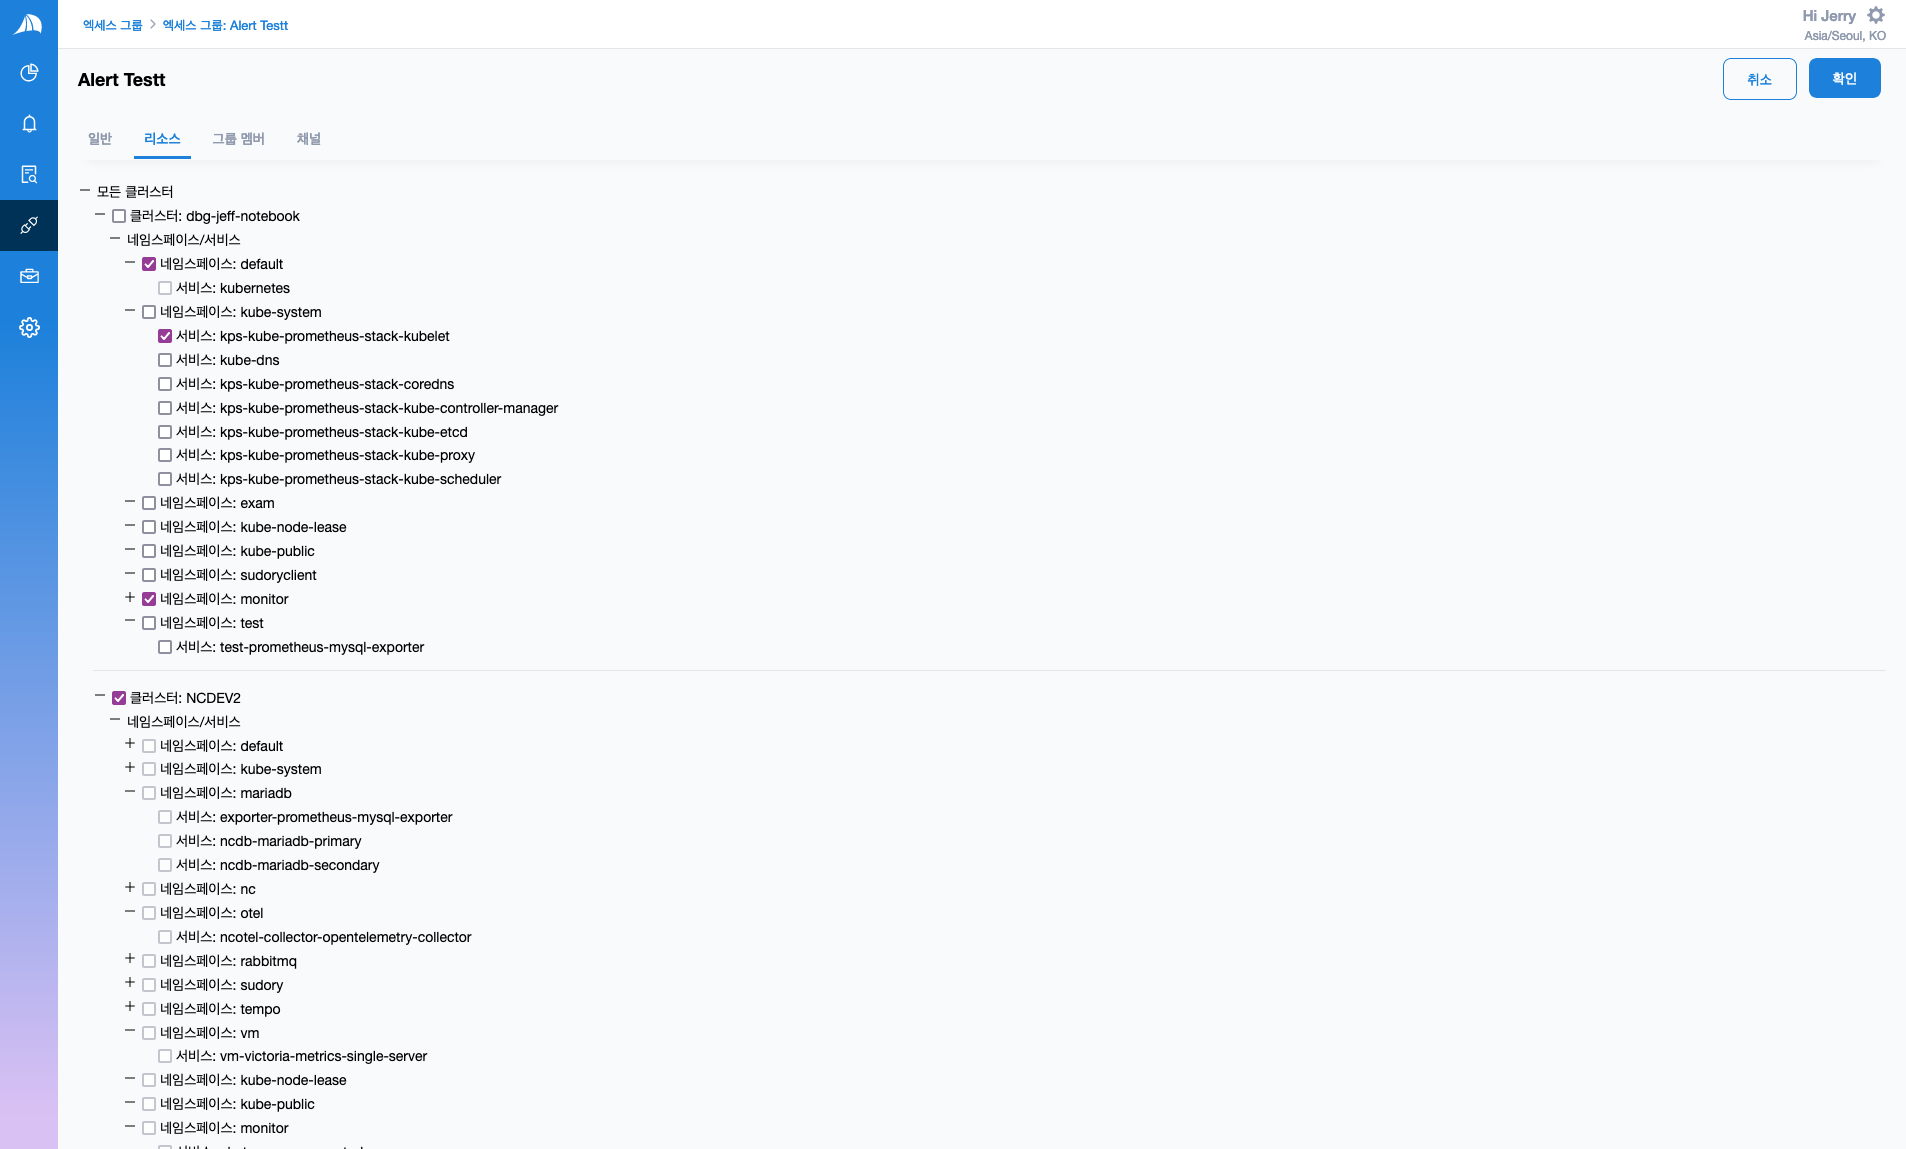 엑세스 그룹 > 엑세스 그룹: Alert Testt
Hi Jerry
Asia/Seoul, KO
Alert Testt
취소
확인
일반
리소스
그룹 멤버
채널
모든 클러스터
클러스터: dbg-jeff-notebook
네임스페이스/서비스
네임스페이스: default
서비스: kubernetes
네임스페이스: kube-system
서비스: kps-kube-prometheus-stack-kubelet
서비스: kube-dns
서비스: kps-kube-prometheus-stack-coredns
서비스: kps-kube-prometheus-stack-kube-controller-manager
서비스: kps-kube-prometheus-stack-kube-etcd
서비스: kps-kube-prometheus-stack-kube-proxy
서비스: kps-kube-prometheus-stack-kube-scheduler
네임스페이스: exam
네임스페이스: kube-node-lease
네임스페이스: kube-public
네임스페이스: sudoryclient
네임스페이스: monitor
네임스페이스: test
서비스: test-prometheus-mysql-exporter
클러스터: NCDEV2
네임스페이스/서비스
네임스페이스: default
네임스페이스: kube-system
네임스페이스: mariadb
서비스: exporter-prometheus-mysql-exporter
서비스: ncdb-mariadb-primary
서비스: ncdb-mariadb-secondary
네임스페이스: nc
네임스페이스: otel
서비스: ncotel-collector-opentelemetry-collector
네임스페이스: rabbitmq
네임스페이스: sudory
네임스페이스: tempo
네임스페이스: vm
서비스: vm-victoria-metrics-single-server
네임스페이스: kube-node-lease
네임스페이스: kube-public
네임스페이스: monitor